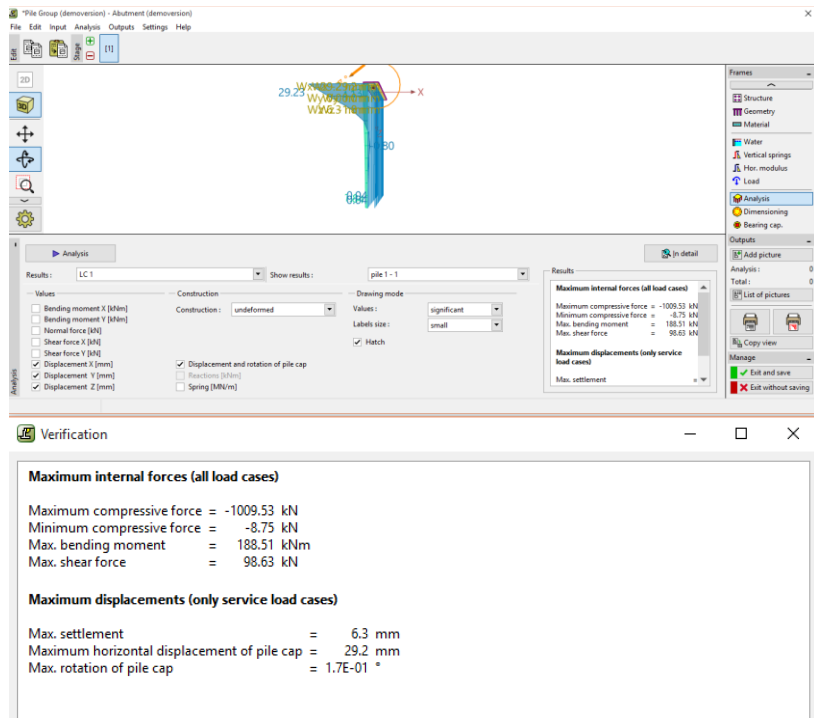 *Pile Group (demoversion) - Abutment (demoversion)
File Edit Input Analysis Outputs Settings Help
Edit
Stage
[1]
2D
3D
29.23
X
0.30
Frames
Structure
Geometry
Material
Water
Vertical springs
Hor. modulus
Load
Analysis
Dimensioning
Bearing cap.
Outputs
Add picture
Analysis : 0
Total : 0
List of pictures
Copy view
Manage
Exit and save
Exit without saving
Analysis
Analysis
In detail
Results : LC 1 Show results : pile 1 - 1
Values
Bending moment X [kNm]
Bending moment Y [kNm]
Normal force [kN]
Shear force X [kN]
Shear force Y [kN]
Displacement X [mm]
Displacement Y [mm]
Displacement Z [mm]
Construction
Construction : undeformed
Displacement and rotation of pile cap
Reactions [kNm]
Spring [MN/m]
Drawing mode
Values : significant
Labels size : small
Hatch
Results
Maximum internal forces (all load cases)
Maximum compressive force = -1009.53 kN
Minimum compressive force = -8.75 kN
Max. bending moment = 188.51 kN
Max. shear force = 98.63 kN
Maximum displacements (only service
load cases)
Max. settlement =
Verification
Maximum internal forces (all load cases)
Maximum compressive force = -1009.53 kN
Minimum compressive force = -8.75 kN
Max. bending moment = 188.51 kNm
Max. shear force = 98.63 kN
Maximum displacements (only service load cases)
Max. settlement = 6.3 mm
Maximum horizontal displacement of pile cap = 29.2 mm
Max. rotation of pile cap = 1.7E-01 °